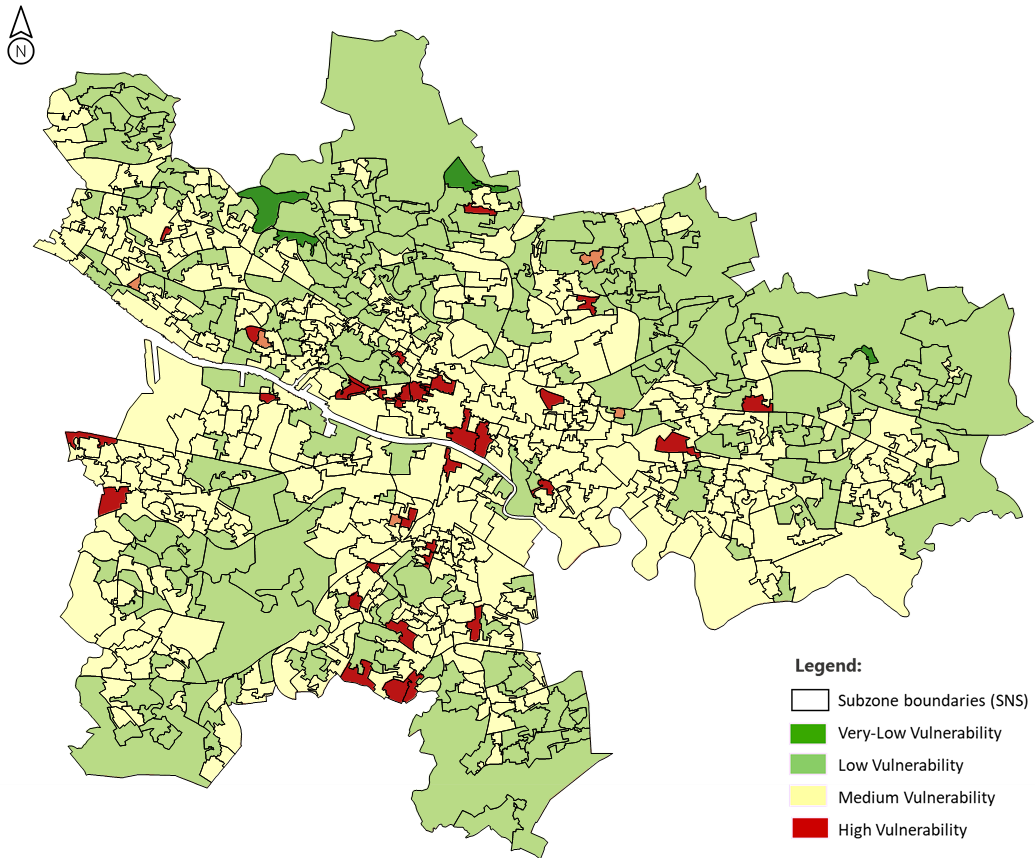 N
Legend:
Subzone boundaries (SNS)
Very-Low Vulnerability
Low Vulnerability
Medium Vulnerability
High Vulnerability